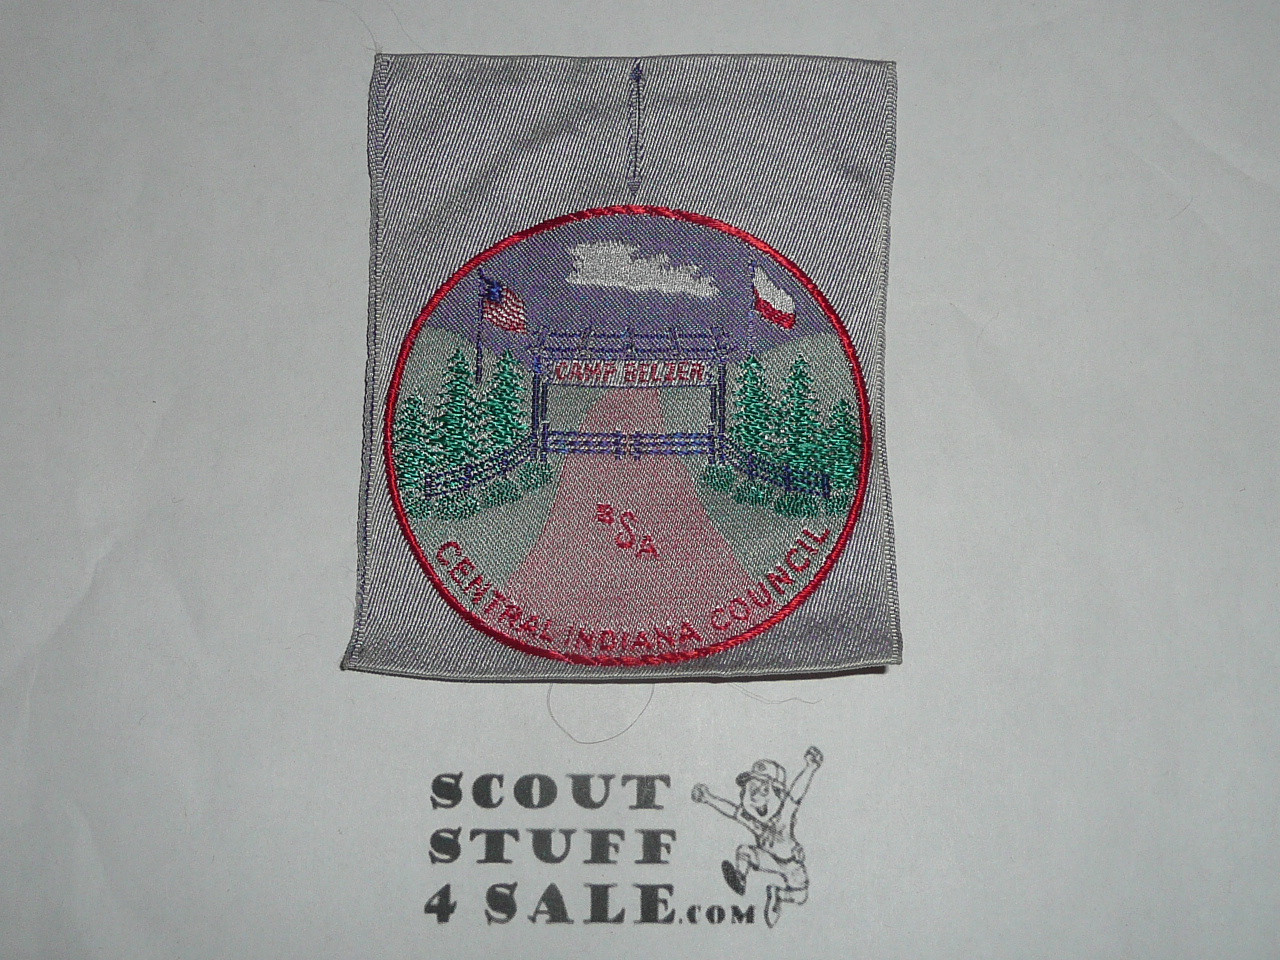 CAMP BELZER
BSA
CENTRAL INDIANA COUNCIL
SCOUT
STUFF
4 SALE.COM